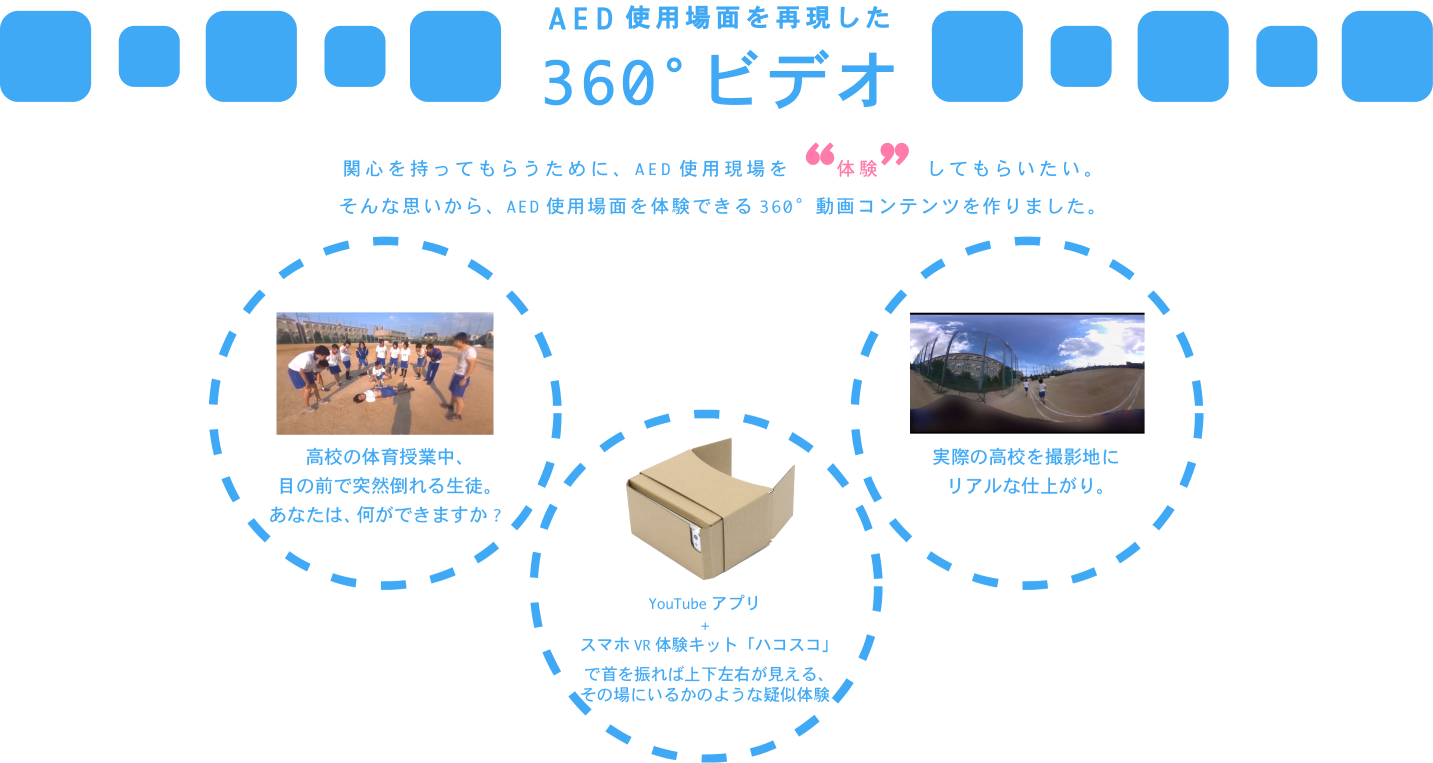 AED使用場面を再現した
360°ビデオ
関心を持ってもらうために、AED使用現場を“体験”してもらいたい。
そんな思いから、AED使用場面を体験できる360°動画コンテンツを作りました。
高校の体育授業中、
目の前で突然倒れる生徒。
あなたは、何ができますか?
実際の高校を撮影地に
リアルな仕上がり。
YouTubeアプリ
+
スマホVR体験キット「ハコスコ」
で首を振れば上下左右が見える、
その場にいるかのような疑似体験